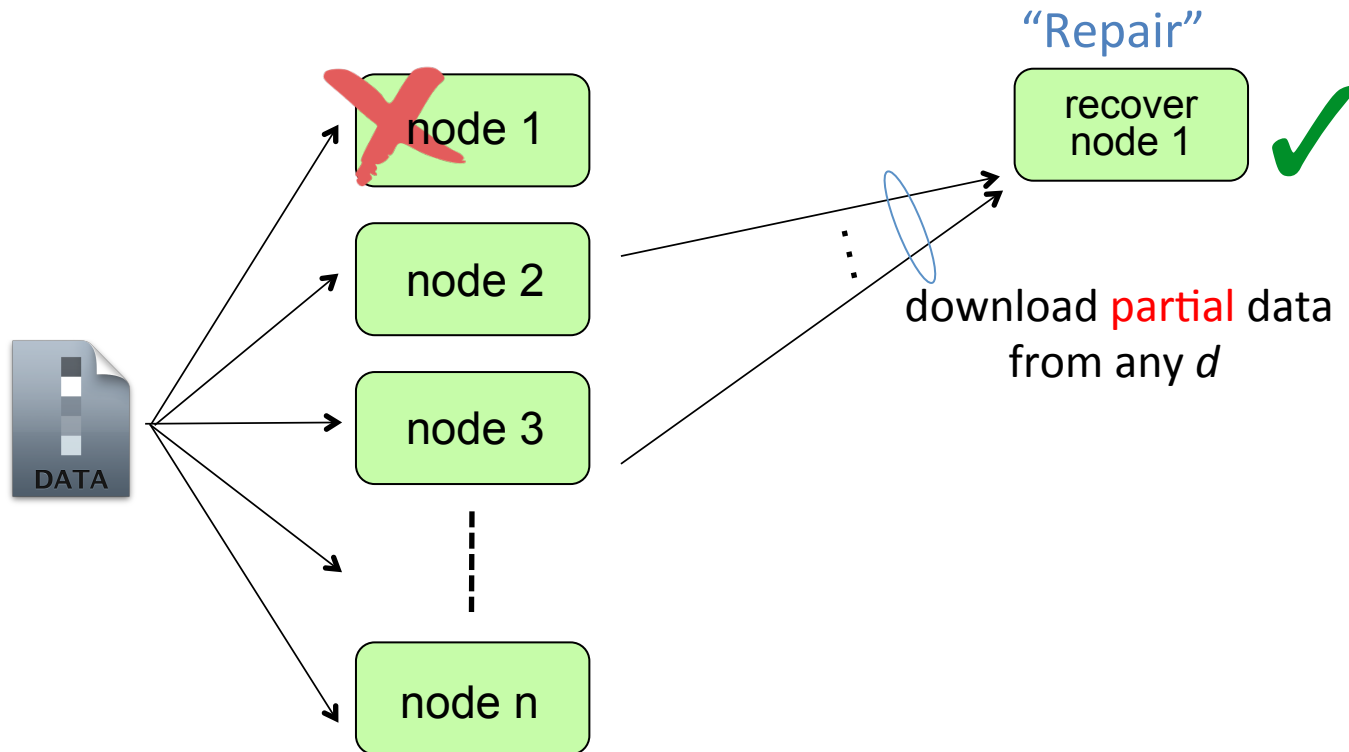 “Repair”
node 1
recover
node 1
node 2
download partial data
from any d
node 3
DATA
node n